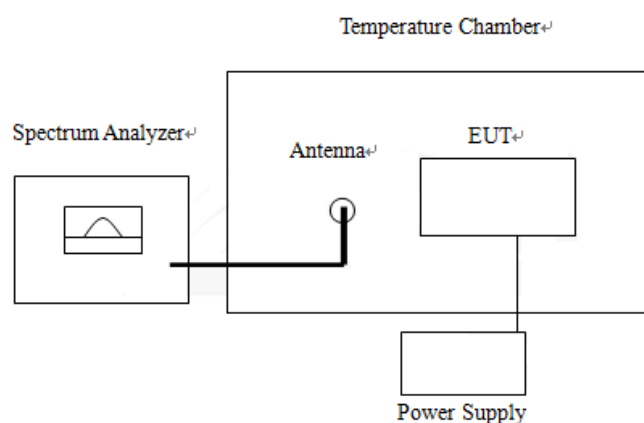 Temperature Chamber↵
Spectrum Analyzer↵
Antenna↵
EUT↵
Power Supply